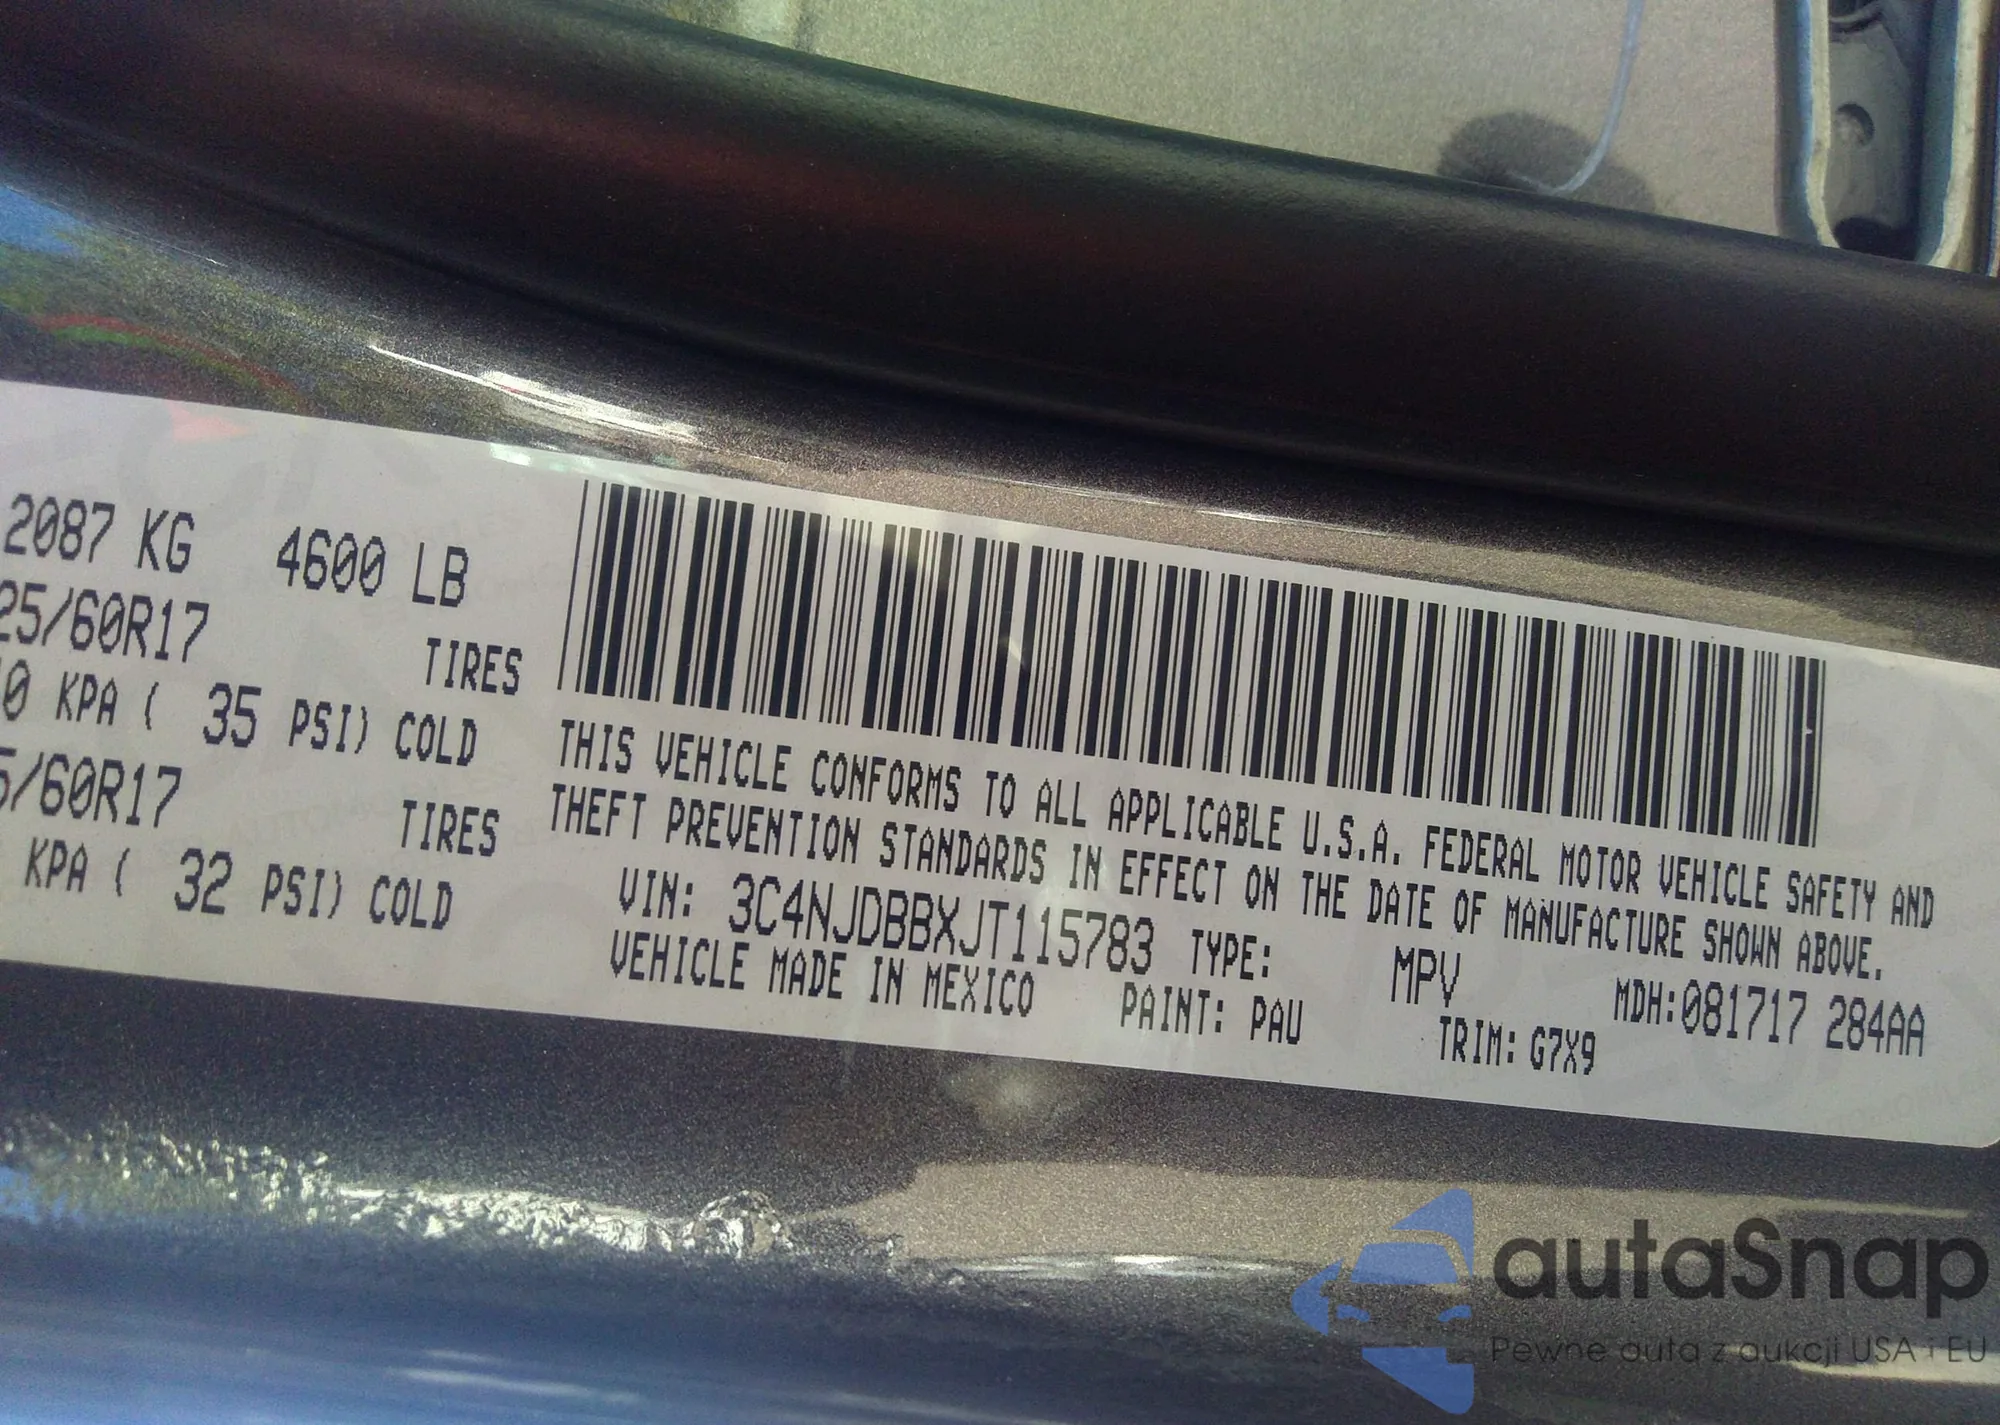 2087 KG 4600 LB
25/60R17 TIRES
0 KPA ( 35 PSI) COLD
5/60R17 TIRES
KPA ( 32 PSI) COLD
THIS VEHICLE CONFORMS TO ALL APPLICABLE U.S.A. FEDERAL MOTOR VEHICLE SAFETY AND
THEFT PREVENTION STANDARDS IN EFFECT ON THE DATE OF MANUFACTURE SHOWN ABOVE.
VIN: 3C4NJDBBXJT115783 TYPE: MPV MDH:081717 284AA
VEHICLE MADE IN MEXICO PAINT: PAU TRIM: G7X9
autaSnap
Pewne auta z aukcji USA i EU